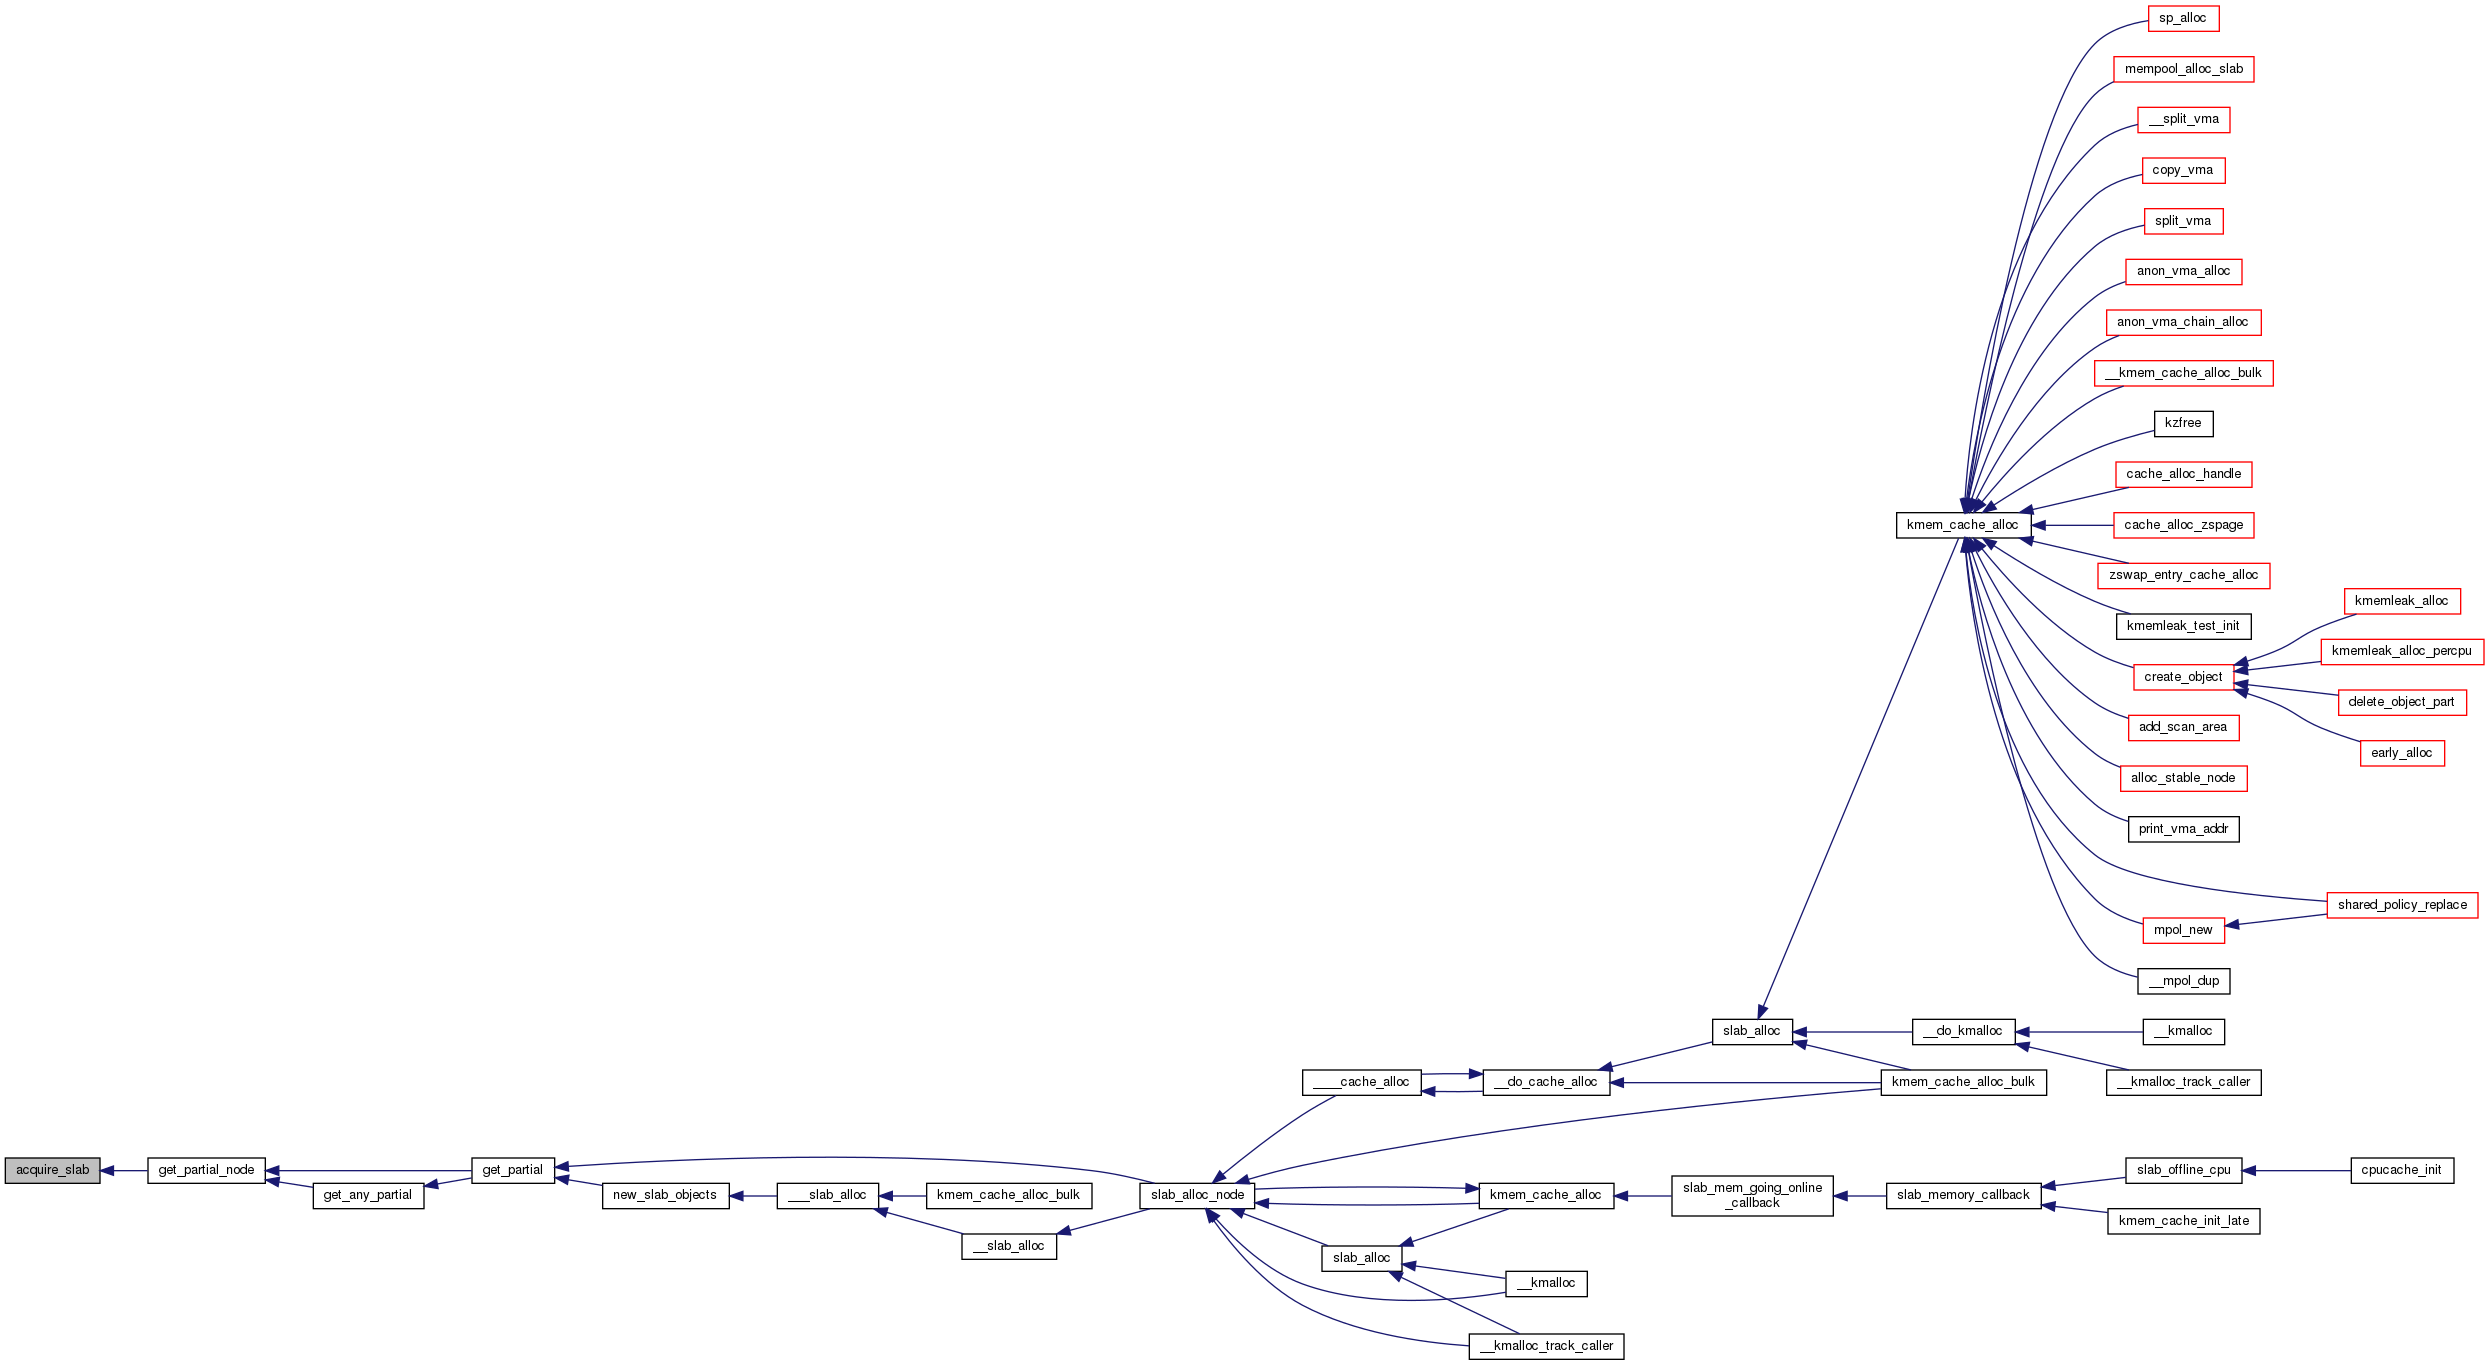 sp_alloc
mempool_alloc_slab
__split_vma
copy_vma
split_vma
anon_vma_alloc
anon_vma_chain_alloc
__kmem_cache_alloc_bulk
kzfree
cache_alloc_handle
kmem_cache_alloc
cache_alloc_zspage
zswap_entry_cache_alloc
kmemleak_alloc
kmemleak_test_init
kmemleak_alloc_percpu
create_object
delete_object_part
add_scan_area
early_alloc
alloc_stable_node
print_vma_addr
shared_policy_replace
mpol_new
__mpol_dup
slab_alloc
__do_kmalloc
__kmalloc
____cache_alloc
__do_cache_alloc
kmem_cache_alloc_bulk
__kmalloc_track_caller
acquire_slab
get_partial_node
get_partial
slab_offline_cpu
cpucache_init
get_any_partial
new_slab_objects
___slab_alloc
kmem_cache_alloc_bulk
slab_alloc_node
kmem_cache_alloc
slab_mem_going_online
_callback
slab_memory_callback
kmem_cache_init_late
__slab_alloc
slab_alloc
__kmalloc
__kmalloc_track_caller